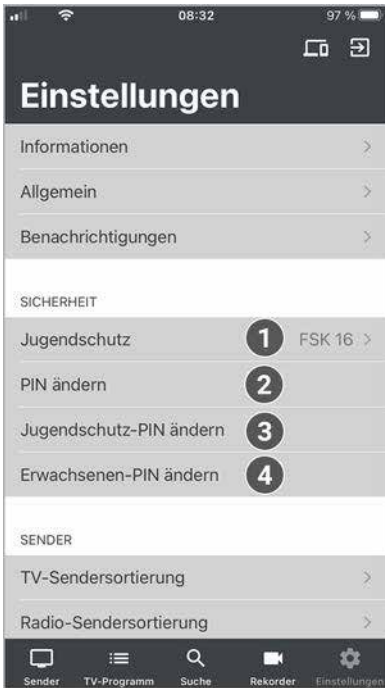 08:32
97 %
Einstellungen
Informationen
Allgemein
Benachrichtigungen
SICHERHEIT
Jugendschutz 1 FSK 16
PIN ändern 2
Jugendschutz-PIN ändern 3
Erwachsenen-PIN ändern 4
SENDER
TV-Sendersortierung
Radio-Sendersortierung
Sender TV-Programm Suche Rekorder Einstellungen